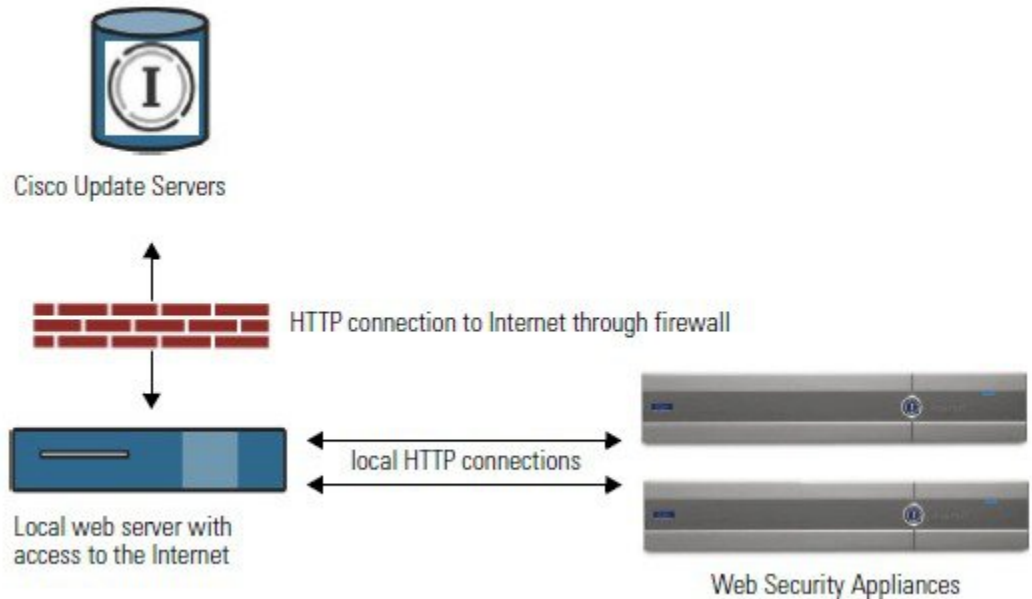 I
Cisco Update Servers
HTTP connection to Internet through firewall
local HTTP connections
Local web server with
access to the Internet
Web Security Appliances